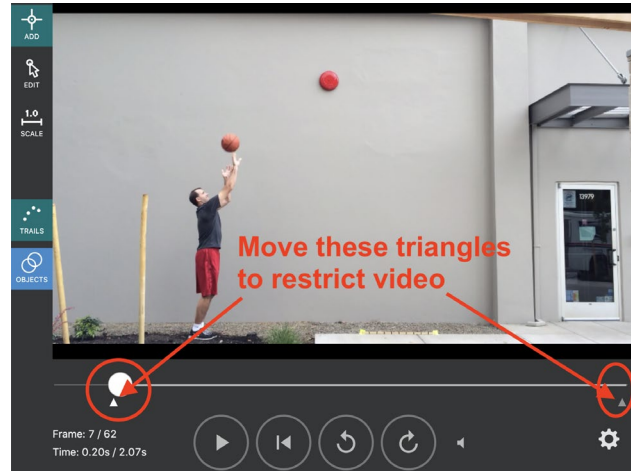 ADD
EDIT
1.0
SCALE
TRAILS
OBJECTS
13979
Move these triangles
to restrict video
Frame: 7 / 62
Time: 0.20s / 2.07s